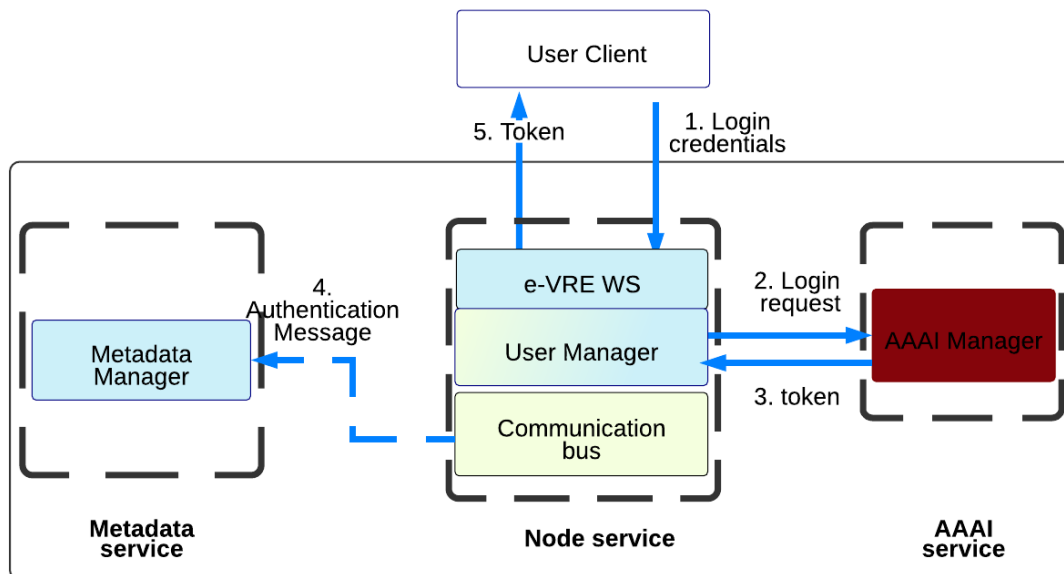 User Client
5. Token
1. Login
credentials
4.
Authentication
Message
e-VRE WS
2. Login
request
Metadada
Manager
User Manager
AAAI Manager
3. token
Communication
bus
Metadata
service
Node service
AAAI
service